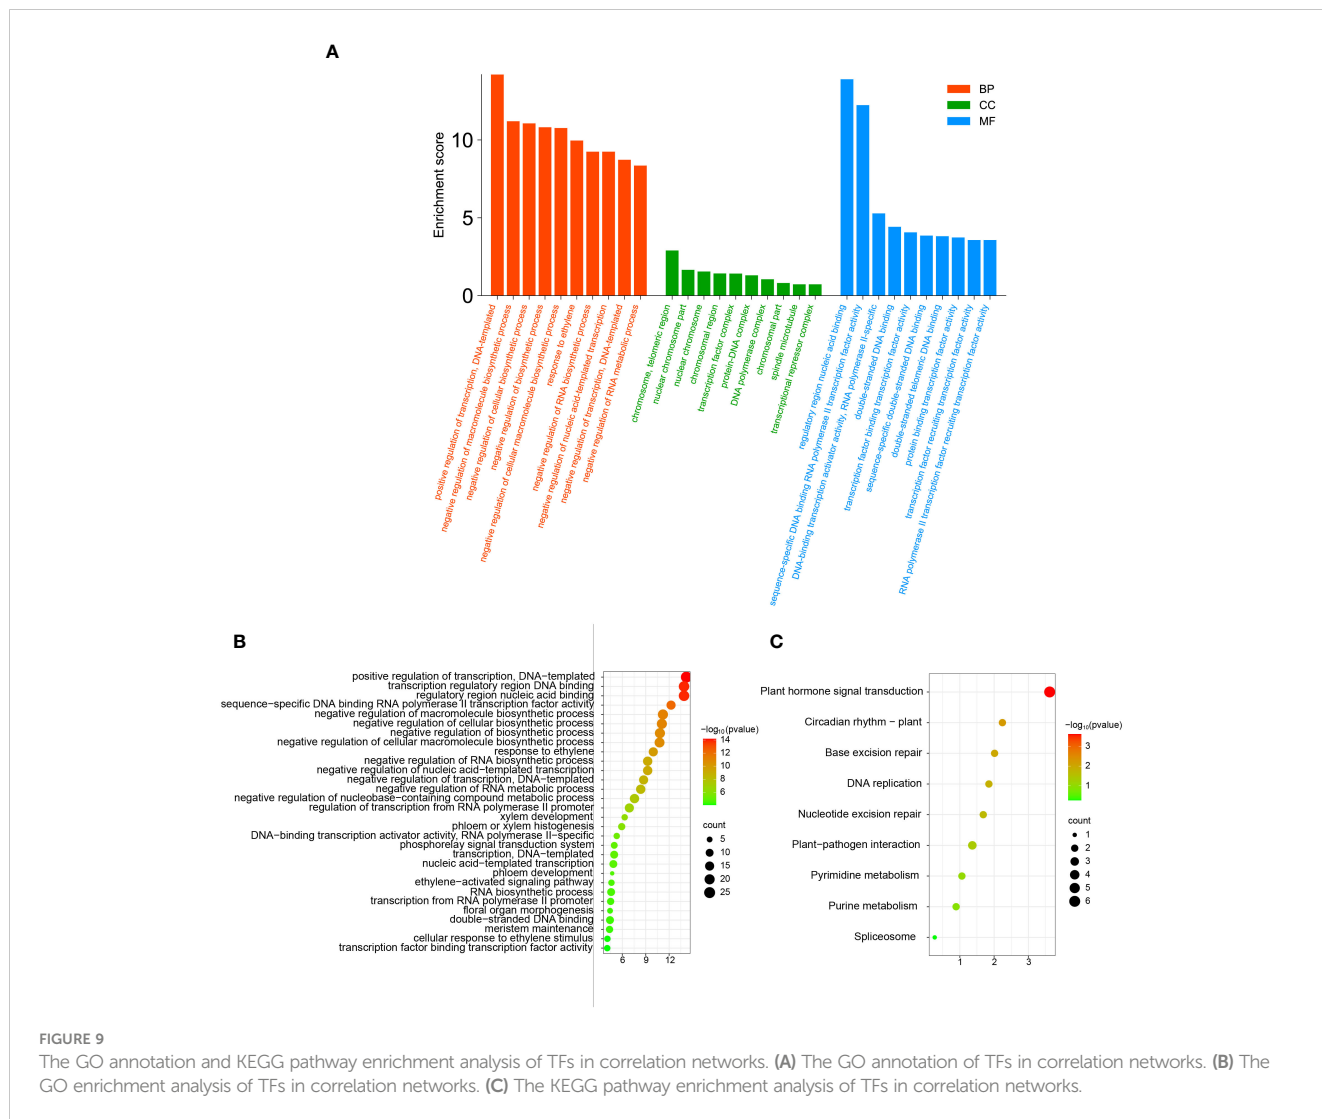 A
BP
CC
MF
Enrichment score
10
5
0
positive regulation of transcription, DNA-templated
negative regulation of macromolecule biosynthetic process
negative regulation of cellular biosynthetic process
negative regulation of biosynthetic process
negative regulation of cellular macromolecule biosynthetic process
response to ethylene
negative regulation of RNA biosynthetic process
negative regulation of nucleic acid-templated transcription
negative regulation of transcription, DNA-templated
negative regulation of RNA metabolic process
chromosome, telomeric region
nuclear chromosome part
nuclear chromosome
chromosomal region
transcription factor complex
protein-DNA complex
DNA polymerase complex
chromosomal part
spindle microtubule
transcriptional repressor complex
regulatory region nucleic acid binding
sequence-specific DNA binding RNA polymerase II transcription factor activity
DNA-binding transcription activator activity, RNA polymerase II-specific
double-stranded DNA binding
transcription factor binding transcription factor activity
sequence-specific double-stranded DNA binding
double-stranded telomeric DNA binding
protein binding transcription factor activity
transcription factor recruiting transcription factor activity
RNA polymerase II transcription factor recruiting transcription factor activity
B
positive regulation of transcription, DNA−templated
transcription regulatory region DNA binding
regulatory region nucleic acid binding
sequence−specific DNA binding RNA polymerase II transcription factor activity
negative regulation of macromolecule biosynthetic process
negative regulation of cellular biosynthetic process
negative regulation of biosynthetic process
negative regulation of cellular macromolecule biosynthetic process
response to ethylene
negative regulation of RNA biosynthetic process
negative regulation of nucleic acid−templated transcription
negative regulation of transcription, DNA−templated
negative regulation of RNA metabolic process
negative regulation of nucleobase−containing compound metabolic process
regulation of transcription from RNA polymerase II promoter
xylem development
phloem or xylem histogenesis
DNA−binding transcription activator activity, RNA polymerase II−specific
phosphorelay signal transduction system
transcription, DNA−templated
nucleic acid−templated transcription
phloem development
ethylene−activated signaling pathway
RNA biosynthetic process
transcription from RNA polymerase II promoter
floral organ morphogenesis
double−stranded DNA binding
meristem maintenance
cellular response to ethylene stimulus
transcription factor binding transcription factor activity
6 9 12
−log10(pvalue)
14
12
10
8
6
count
5
10
15
20
25
C
Plant hormone signal transduction
Circadian rhythm − plant
Base excision repair
DNA replication
Nucleotide excision repair
Plant−pathogen interaction
Pyrimidine metabolism
Purine metabolism
Spliceosome
1 2 3
−log10(pvalue)
3
2
1
count
1
2
3
4
5
6
FIGURE 9
The GO annotation and KEGG pathway enrichment analysis of TFs in correlation networks. (A) The GO annotation of TFs in correlation networks. (B) The
GO enrichment analysis of TFs in correlation networks. (C) The KEGG pathway enrichment analysis of TFs in correlation networks.